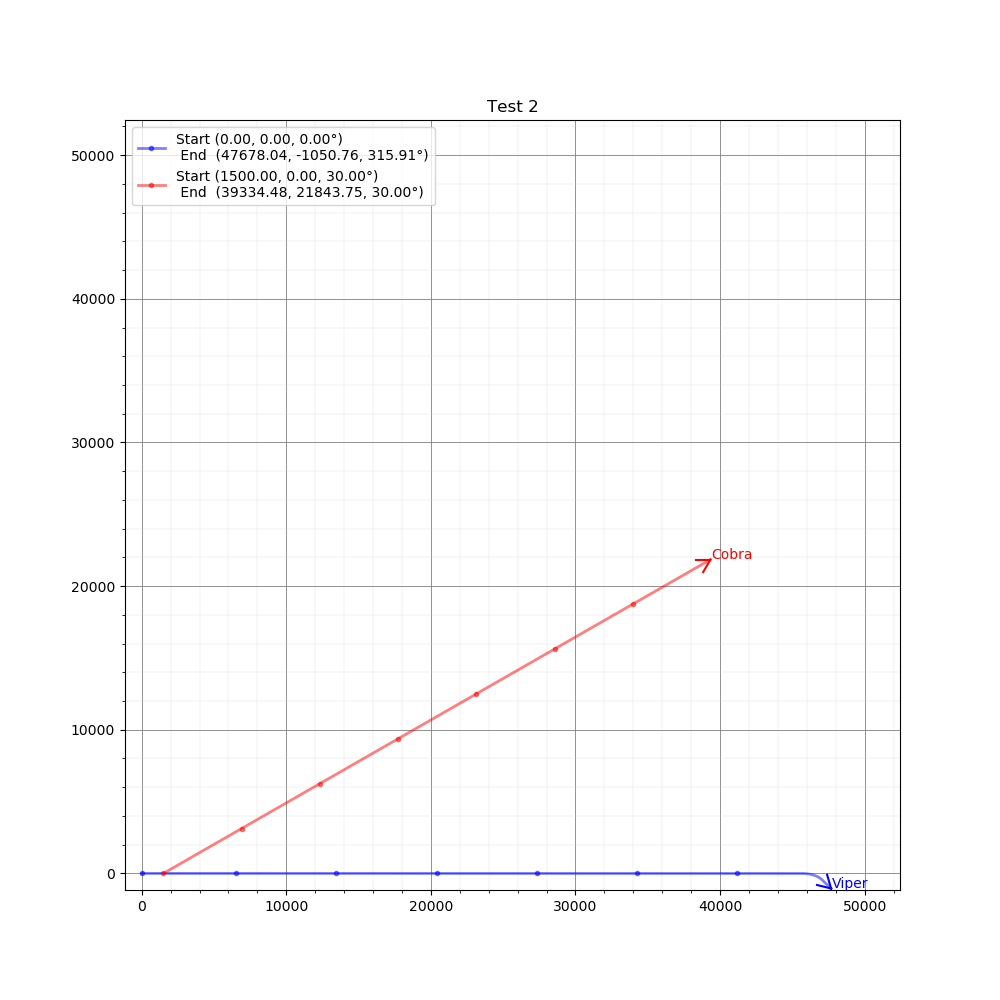 Test 2
Start (0.00, 0.00, 0.00°)
End  (47678.04, -1050.76, 315.91°)
Start (1500.00, 0.00, 30.00°)
End  (39334.48, 21843.75, 30.00°)
50000
40000
30000
20000
10000
0
Cobra
Viper
0
10000
20000
30000
40000
50000